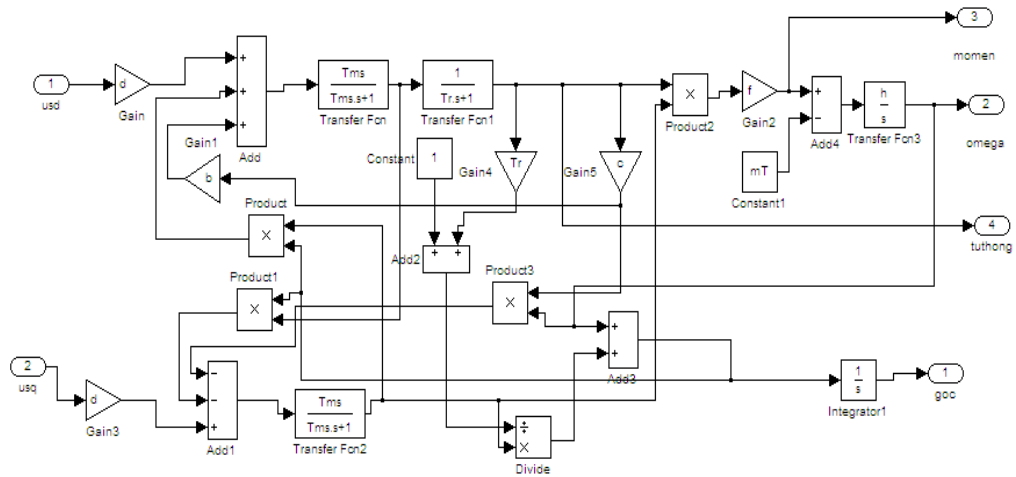 1
usd
d
Gain
+
+
+
Add
Gain1
b
Tms
Tms.s+1
Transfer Fcn
1
Tr.s+1
Transfer Fcn1
×
Product2
f
Gain2
+
−
Add4
h
s
Transfer Fcn3
3
momen
2
omega
4
tuthong
Constant
1
Gain4
Tr
Gain5
c
mT
Constant1
Product
×
Add2
+ +
Product1
×
Product3
×
+
+
Add3
2
usq
d
Gain3
−
−
+
Add1
Tms
Tms.s+1
Transfer Fcn2
÷
×
Divide
1
s
Integrator1
1
goc